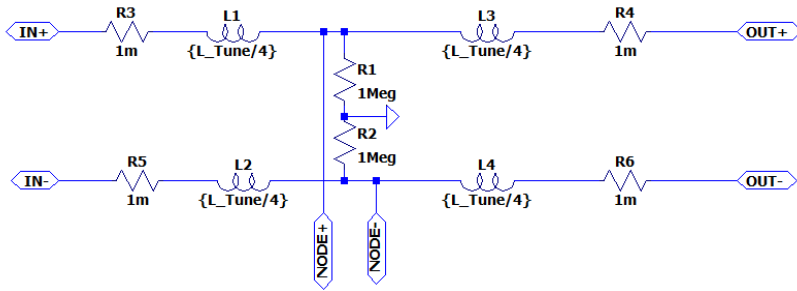 R3 L1 L3 R4
IN+ OUT+
1m {L_Tune/4} {L_Tune/4} 1m
R1
1Meg
R2
1Meg
R5 L2 L4 R6
IN- OUT-
1m {L_Tune/4} {L_Tune/4} 1m
NODE+
NODE-